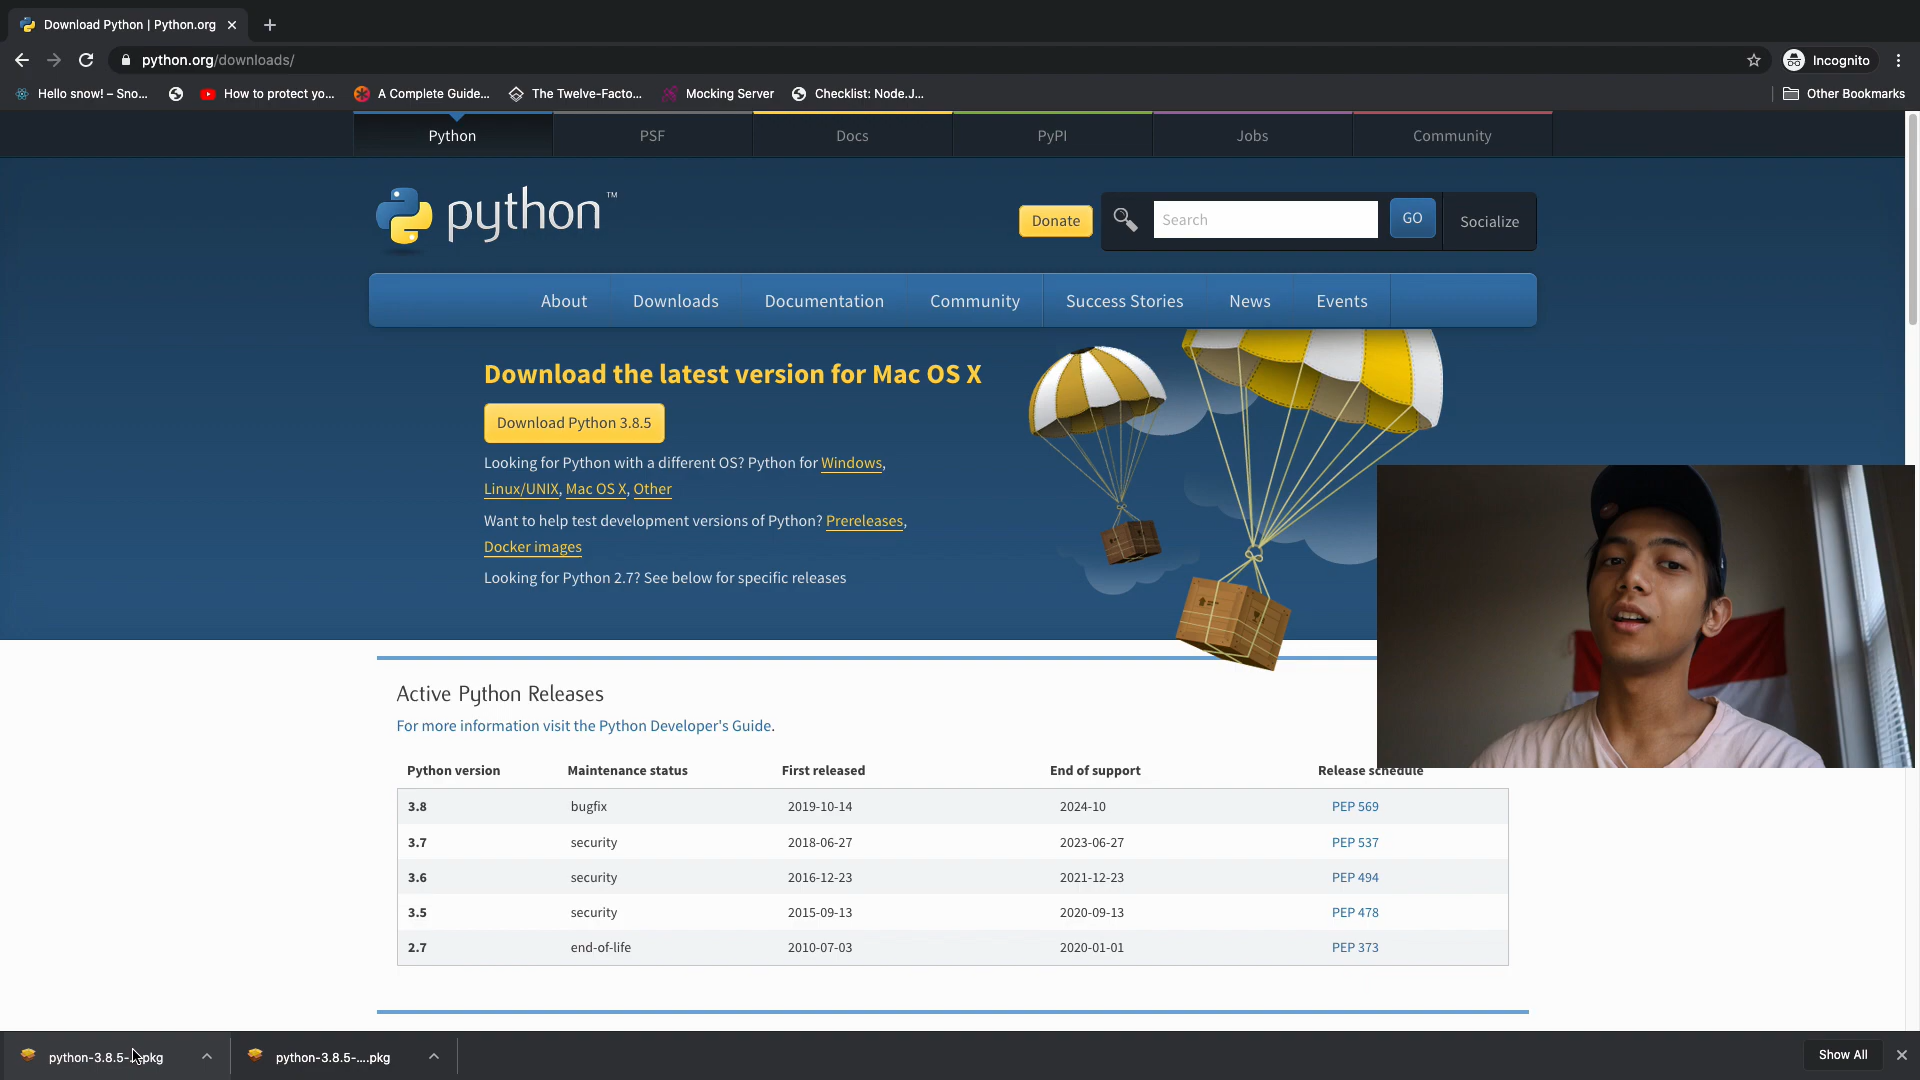 Download Python | Python.org
python.org/downloads/
Incognito
Hello snow! – Sno...
How to protect yo...
A Complete Guide...
The Twelve-Facto...
Mocking Server
Checklist: Node.J...
Other Bookmarks
Python
PSF
Docs
PyPI
Jobs
Community
python™
Donate
Search
GO
Socialize
About
Downloads
Documentation
Community
Success Stories
News
Events
Download the latest version for Mac OS X
Download Python 3.8.5
Looking for Python with a different OS? Python for Windows,
Linux/UNIX, Mac OS X, Other
Want to help test development versions of Python? Prereleases,
Docker images
Looking for Python 2.7? See below for specific releases
Active Python Releases
For more information visit the Python Developer's Guide.
Python version Maintenance status First released End of support Release schedule
3.8 bugfix 2019-10-14 2024-10 PEP 569
3.7 security 2018-06-27 2023-06-27 PEP 537
3.6 security 2016-12-23 2021-12-23 PEP 494
3.5 security 2015-09-13 2020-09-13 PEP 478
2.7 end-of-life 2010-07-03 2020-01-01 PEP 373
python-3.8.5-....pkg
python-3.8.5-....pkg
Show All